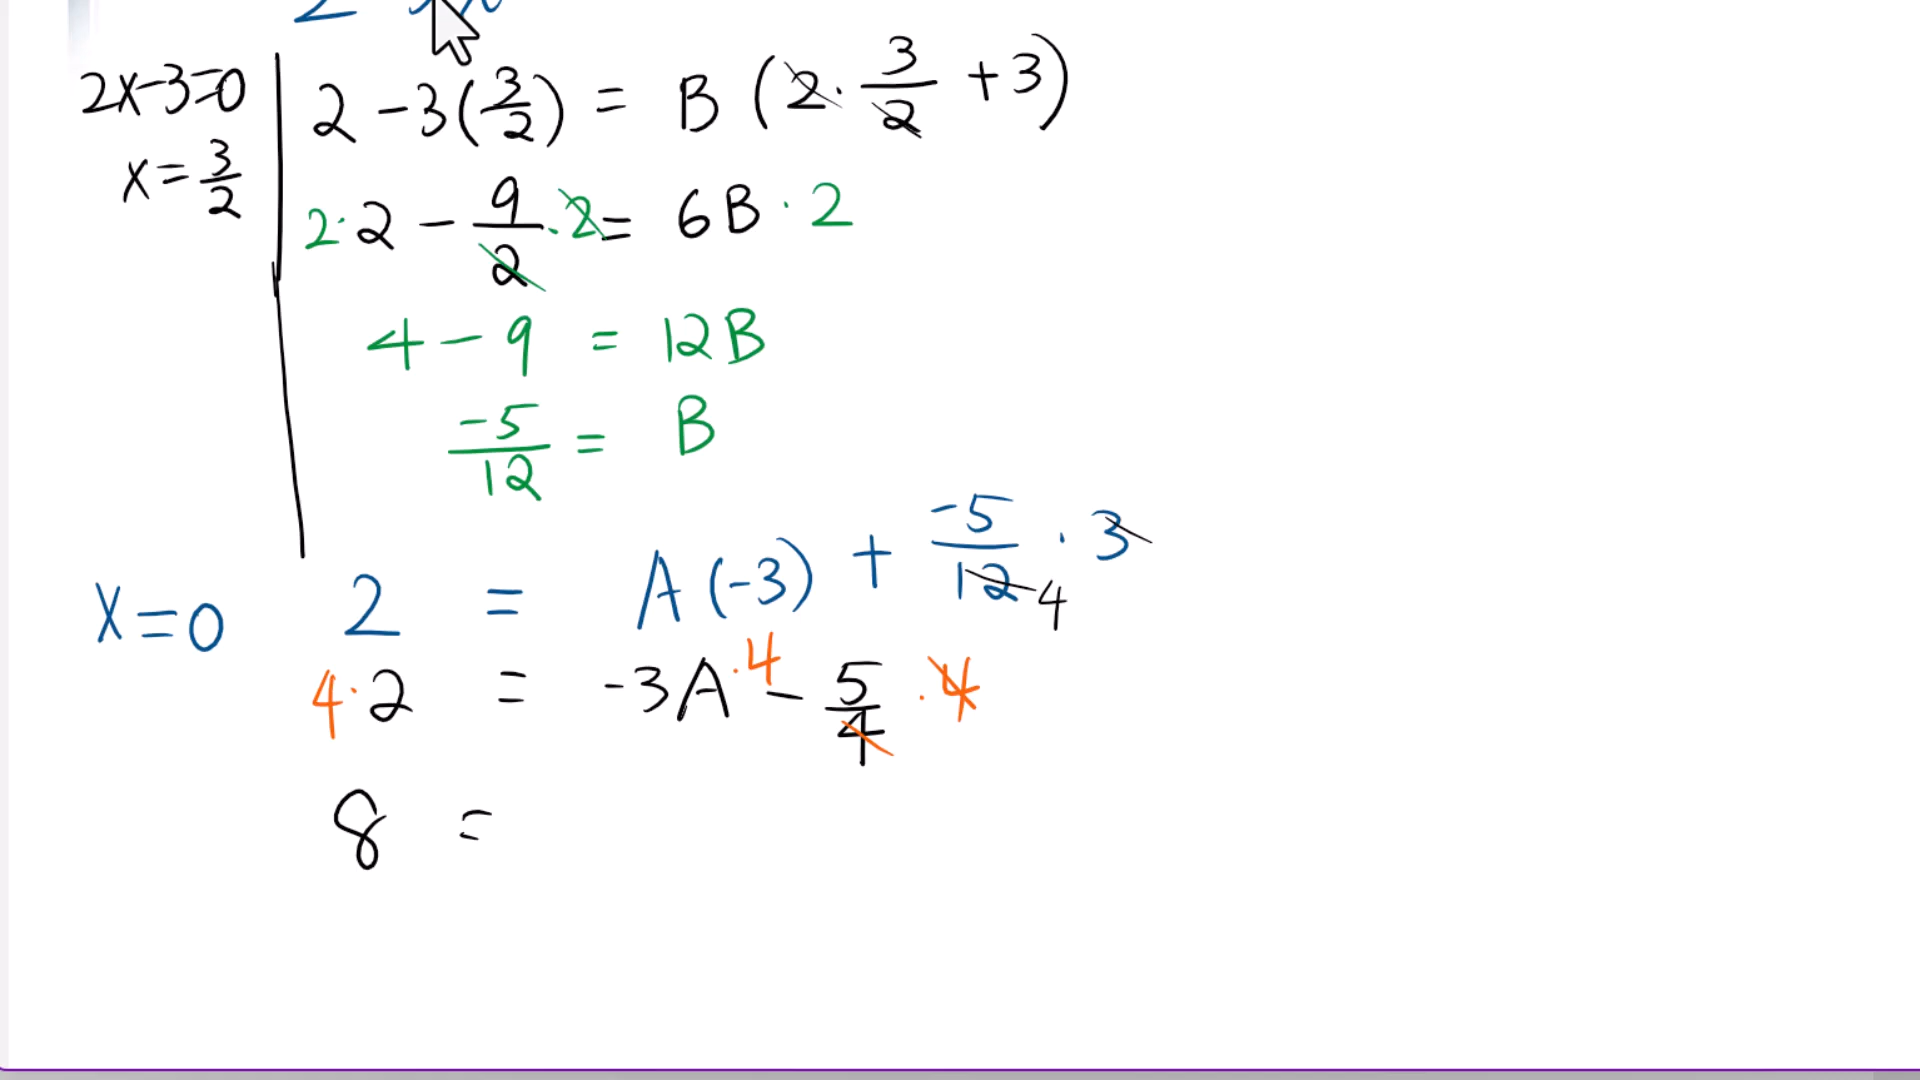 2x-3=0
x = 3/2
2 - 3(3/2) = B (2 · 3/2 + 3)
2 · 2 - 9/2 · 2 = 6B · 2
4 - 9 = 12B
-5/12 = B
x=0 2 = A(-3) + -5/12 · 3
4
4 · 2 = -3A · 4 - 5/4 · 4
8 =